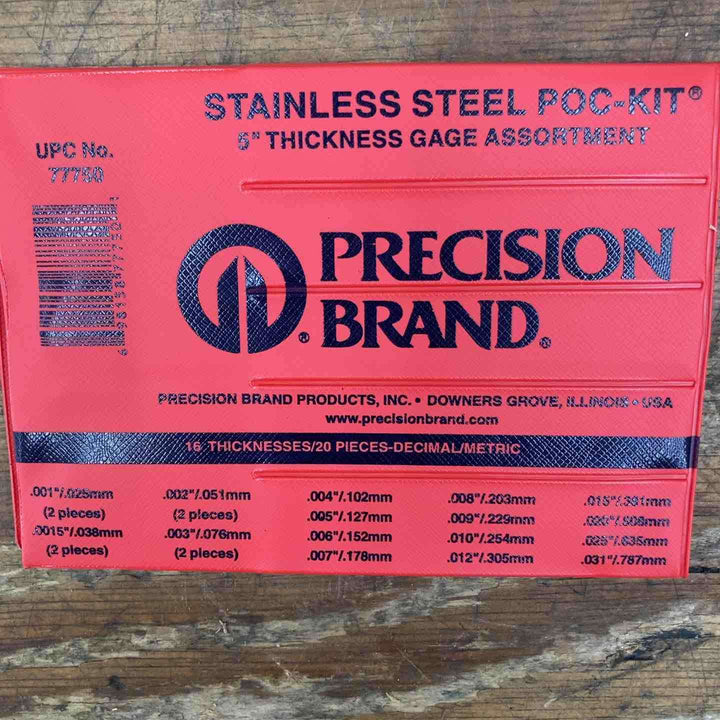 STAINLESS STEEL POC-KIT®
5" THICKNESS GAGE ASSORTMENT
UPC No.
77750
PRECISION
BRAND®
PRECISION BRAND PRODUCTS, INC. • DOWNERS GROVE, ILLINOIS • USA
www.precisionbrand.com
16 THICKNESSES/20 PIECES-DECIMAL/METRIC
.001"/.025mm
(2 pieces)
.0015"/.038mm
(2 pieces)
.002"/.051mm
(2 pieces)
.003"/.076mm
(2 pieces)
.004"/.102mm
.005"/.127mm
.006"/.152mm
.007"/.178mm
.008"/.203mm
.009"/.229mm
.010"/.254mm
.012"/.305mm
.015"/.381mm
.020"/.508mm
.025"/.635mm
.031"/.787mm